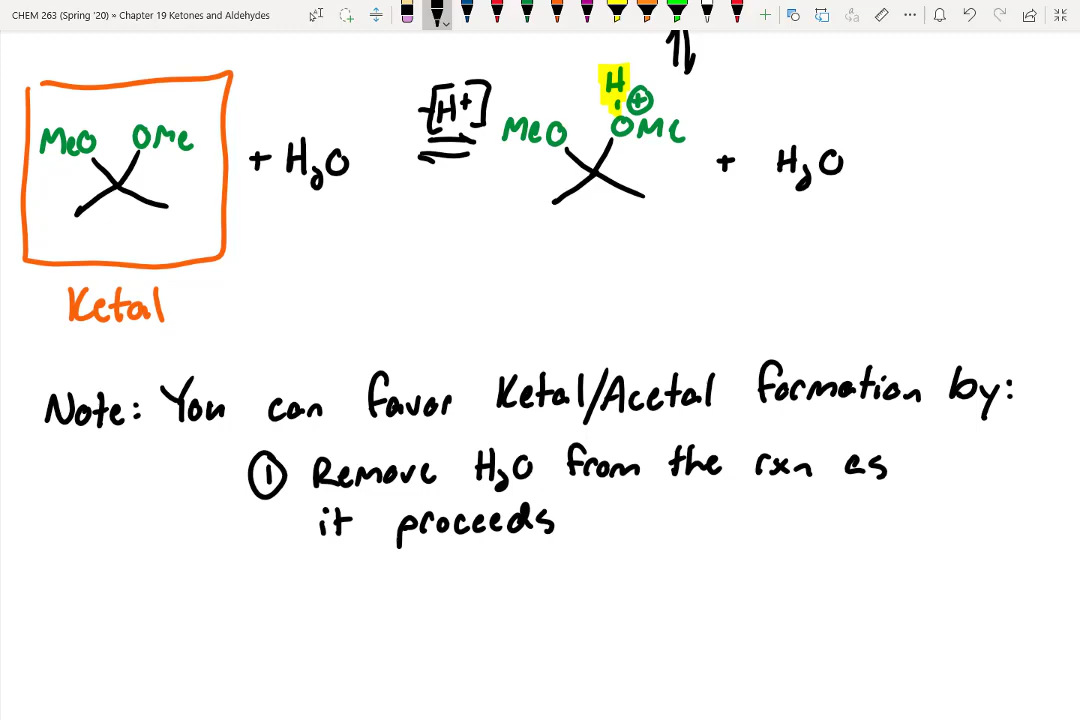 CHEM 263 (Spring '20) » Chapter 19 Ketones and Aldehydes
H
[H⁺] ⊕
MeO OMe + H₂O MeO OMe + H₂O
Ketal
Note: You can favor Ketal/Acetal formation by:
① Remove H₂O from the rxn as
it proceeds